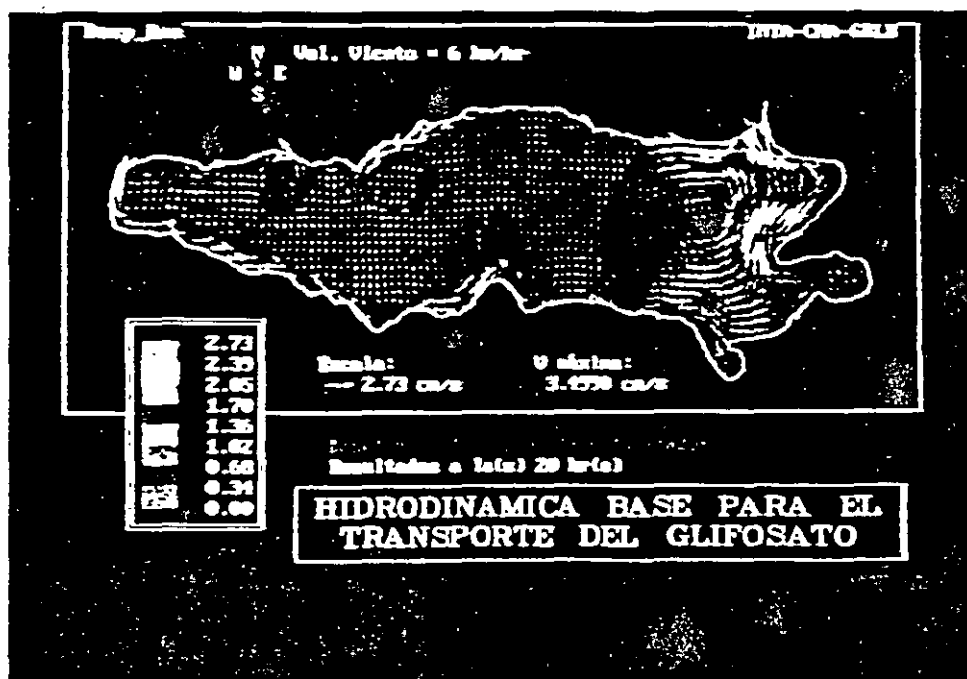 N
Vel. Viento = 6 km/hr
W E
S
2.73
2.39
2.05
1.70
1.36
1.02
0.68
0.34
0.00
Escala:
2.73 cm/s
V máxima:
cm/s
Resultados a la(s) 20 hr(s)
HIDRODINAMICA BASE PARA EL
TRANSPORTE DEL GLIFOSATO